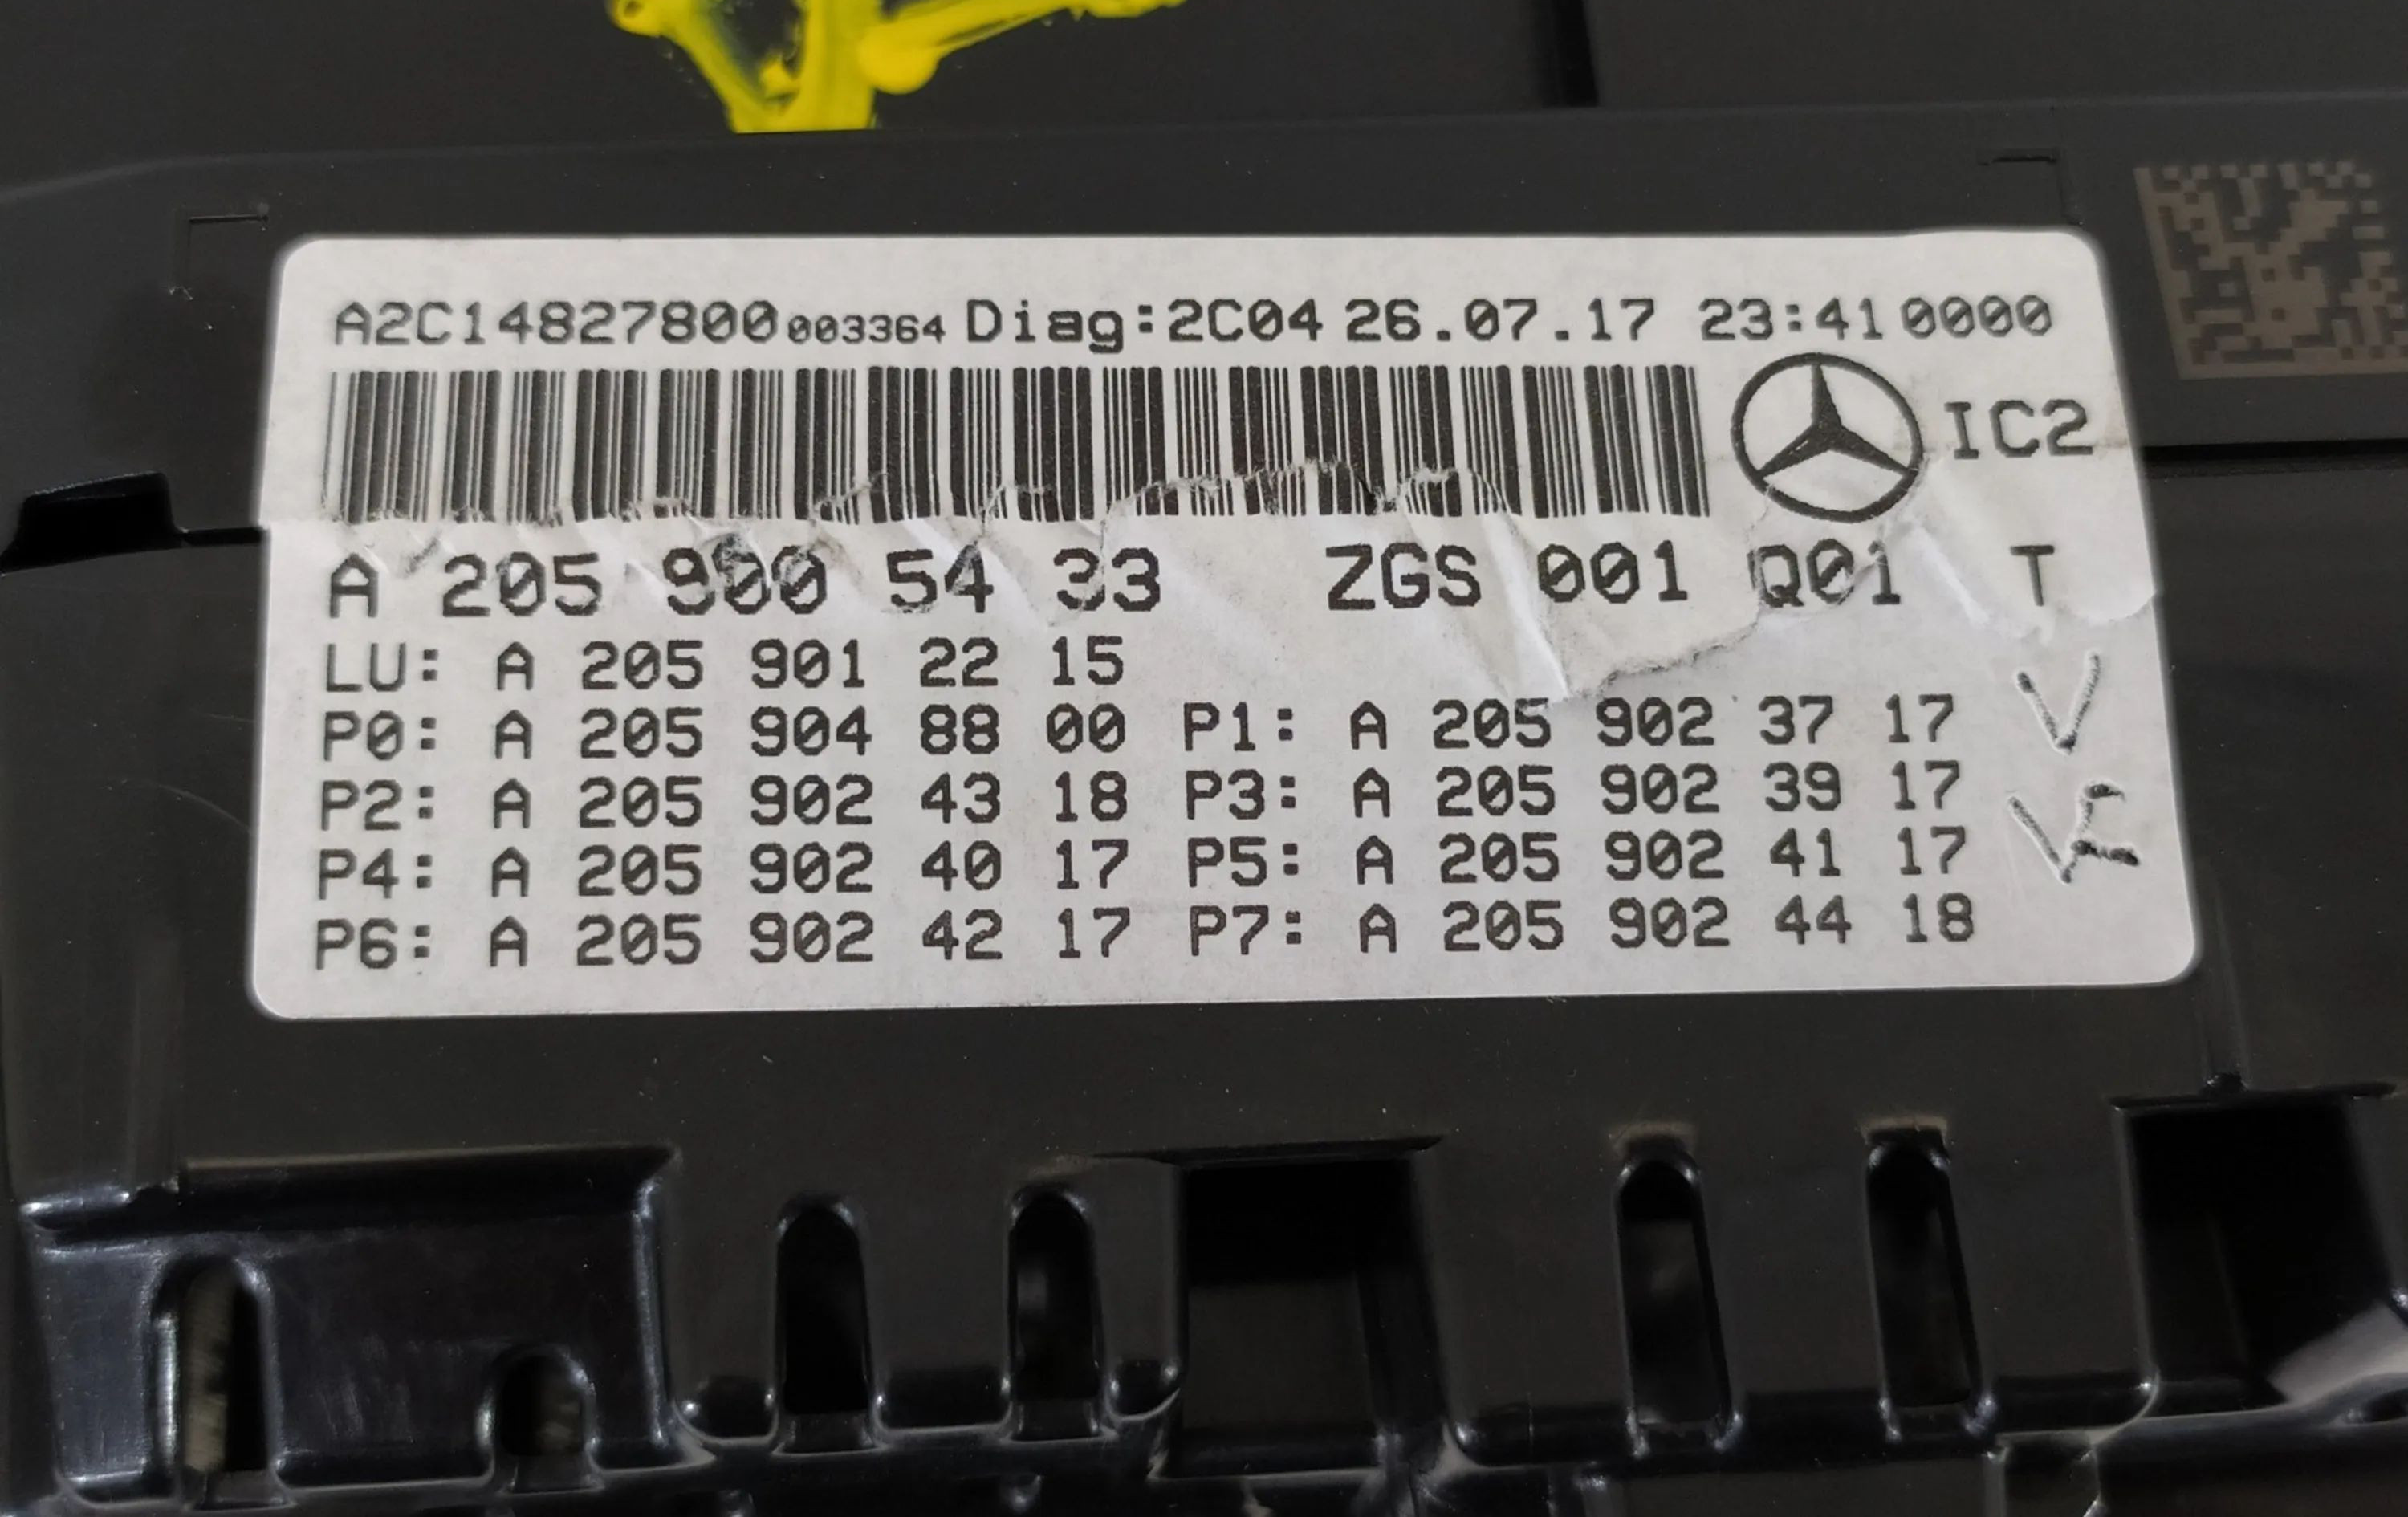 A2C14827800003364 Diag:2C04 26.07.17 23:41 0000
IC2
A 205 900 54 33 ZGS 001 Q01 T
LU: A 205 901 22 15
P0: A 205 904 88 00 P1: A 205 902 37 17
P2: A 205 902 43 18 P3: A 205 902 39 17
P4: A 205 902 40 17 P5: A 205 902 41 17
P6: A 205 902 42 17 P7: A 205 902 44 18